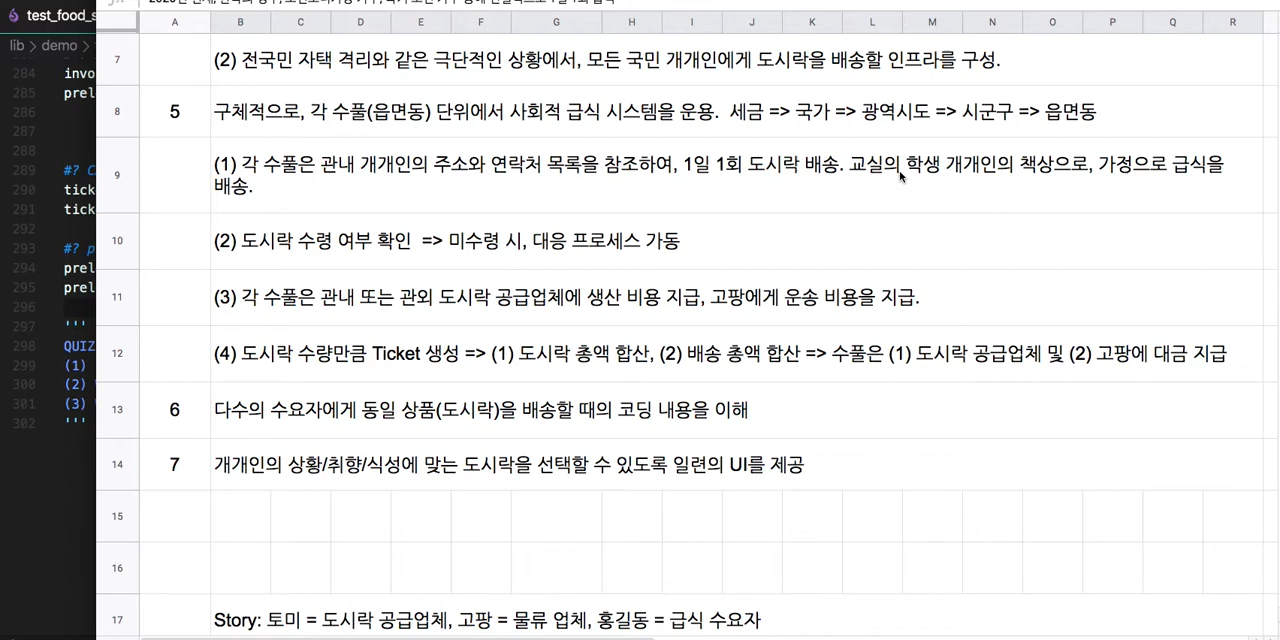 test_food_s
A B C D E F G H I J K L M N O P Q R
lib > demo >
7 (2) 전국민 자택 격리와 같은 극단적인 상황에서, 모든 국민 개개인에게 도시락을 배송할 인프라를 구성.
284 invo
285 prel
286
287
288
289 #? C
290 tick
291 tick
292
293 #? p
294 prel
295 prel
296
297 '''
298 QUIZ
299 (1)
300 (2)
301 (3)
302 '''
8 5 구체적으로, 각 수풀(읍면동) 단위에서 사회적 급식 시스템을 운용. 세금 => 국가 => 광역시도 => 시군구 => 읍면동
9 (1) 각 수풀은 관내 개개인의 주소와 연락처 목록을 참조하여, 1일 1회 도시락 배송. 교실의 학생 개개인의 책상으로, 가정으로 급식을
배송.
10 (2) 도시락 수령 여부 확인 => 미수령 시, 대응 프로세스 가동
11 (3) 각 수풀은 관내 또는 관외 도시락 공급업체에 생산 비용 지급, 고팡에게 운송 비용을 지급.
12 (4) 도시락 수량만큼 Ticket 생성 => (1) 도시락 총액 합산, (2) 배송 총액 합산 => 수풀은 (1) 도시락 공급업체 및 (2) 고팡에 대금 지급
13 6 다수의 수요자에게 동일 상품(도시락)을 배송할 때의 코딩 내용을 이해
14 7 개개인의 상황/취향/식성에 맞는 도시락을 선택할 수 있도록 일련의 UI를 제공
15
16
17 Story: 토미 = 도시락 공급업체, 고팡 = 물류 업체, 홍길동 = 급식 수요자